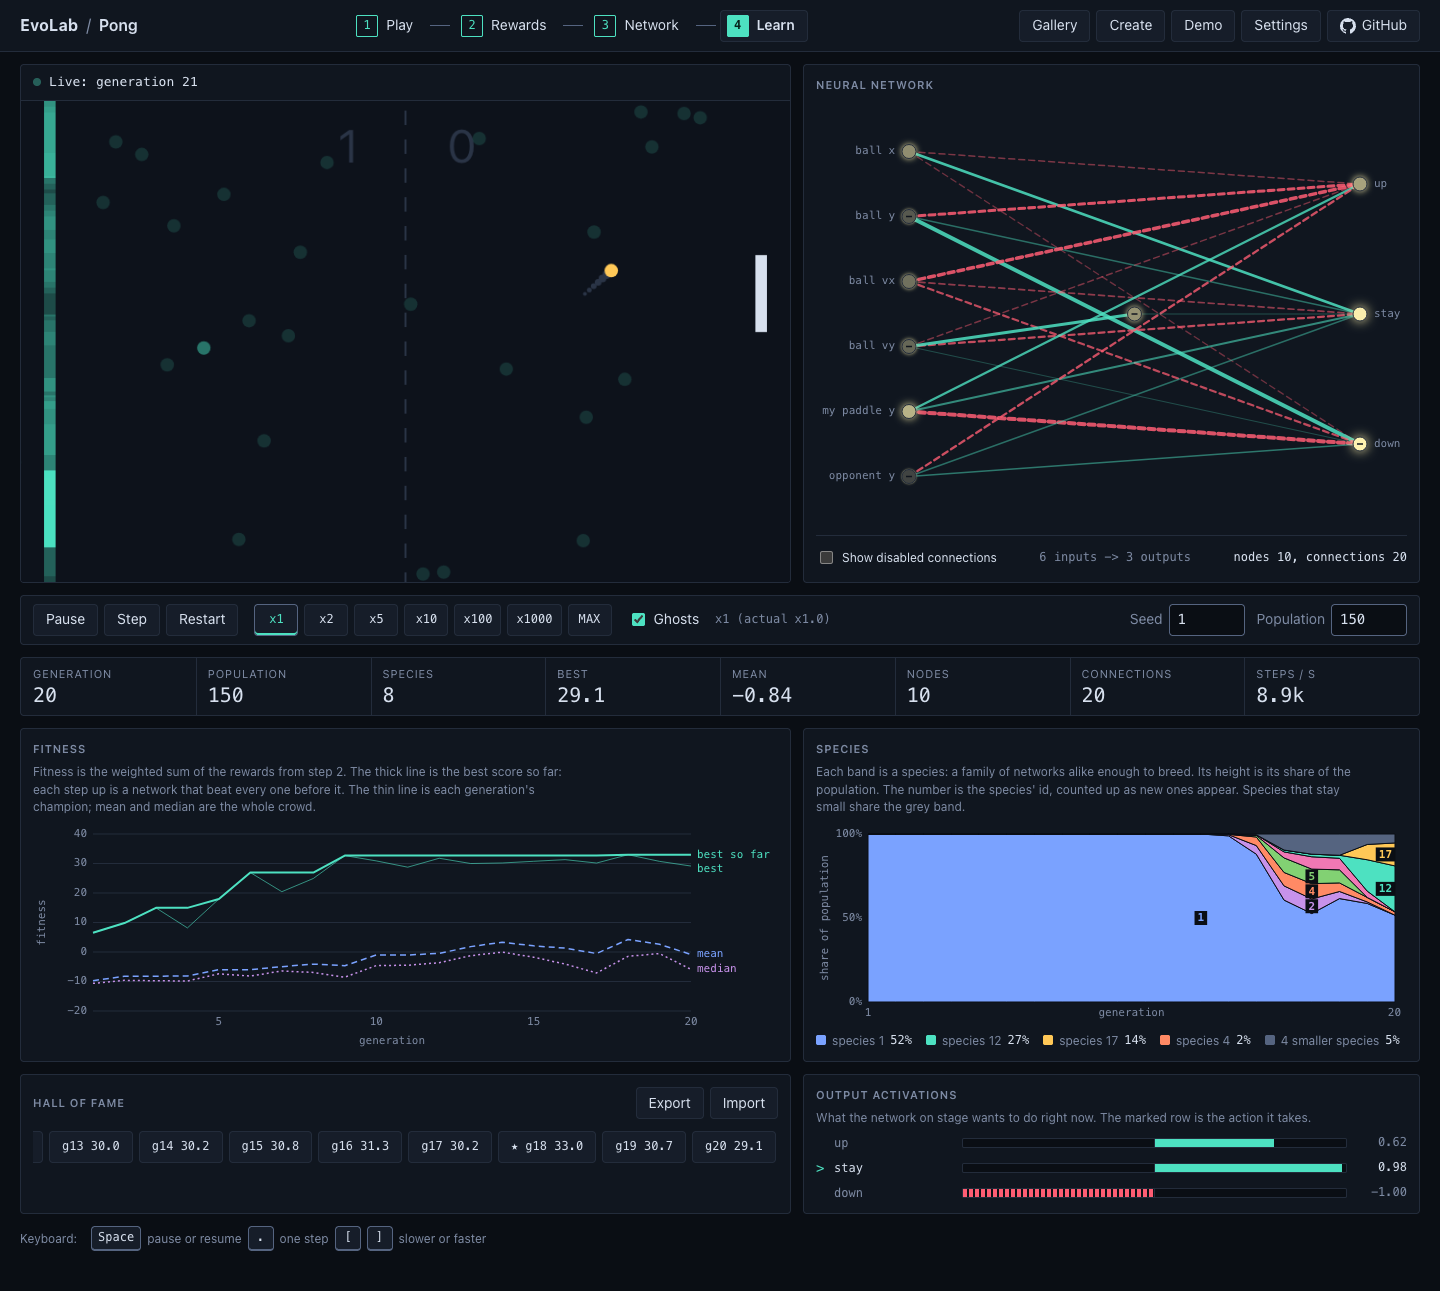 EvoLab / Pong
1 Play
2 Rewards
3 Network
4 Learn
Gallery
Create
Demo
Settings
GitHub
Live: generation 21
1 0
NEURAL NETWORK
ball x
ball y
ball vx
ball vy
my paddle y
opponent y
up
stay
down
Show disabled connections
6 inputs -> 3 outputs
nodes 10, connections 20
Pause
Step
Restart
x1
x2
x5
x10
x100
x1000
MAX
Ghosts
x1 (actual x1.0)
Seed 1
Population 150
GENERATION
20
POPULATION
150
SPECIES
8
BEST
29.1
MEAN
−0.84
NODES
10
CONNECTIONS
20
STEPS / S
8.9k
FITNESS
Fitness is the weighted sum of the rewards from step 2. The thick line is the best score so far:
each step up is a network that beat every one before it. The thin line is each generation's
champion; mean and median are the whole crowd.
40
30
20
10
0
−10
−20
fitness
best so far
best
mean
median
5
10
15
20
generation
SPECIES
Each band is a species: a family of networks alike enough to breed. Its height is its share of the
population. The number is the species' id, counted up as new ones appear. Species that stay
small share the grey band.
100%
50%
0%
share of population
1
5
4
2
17
12
1
generation
20
species 1 52%
species 12 27%
species 17 14%
species 4 2%
4 smaller species 5%
HALL OF FAME
Export
Import
g13 30.0
g14 30.2
g15 30.8
g16 31.3
g17 30.2
★ g18 33.0
g19 30.7
g20 29.1
OUTPUT ACTIVATIONS
What the network on stage wants to do right now. The marked row is the action it takes.
up 0.62
> stay 0.98
down −1.00
Keyboard: Space pause or resume . one step [ ] slower or faster